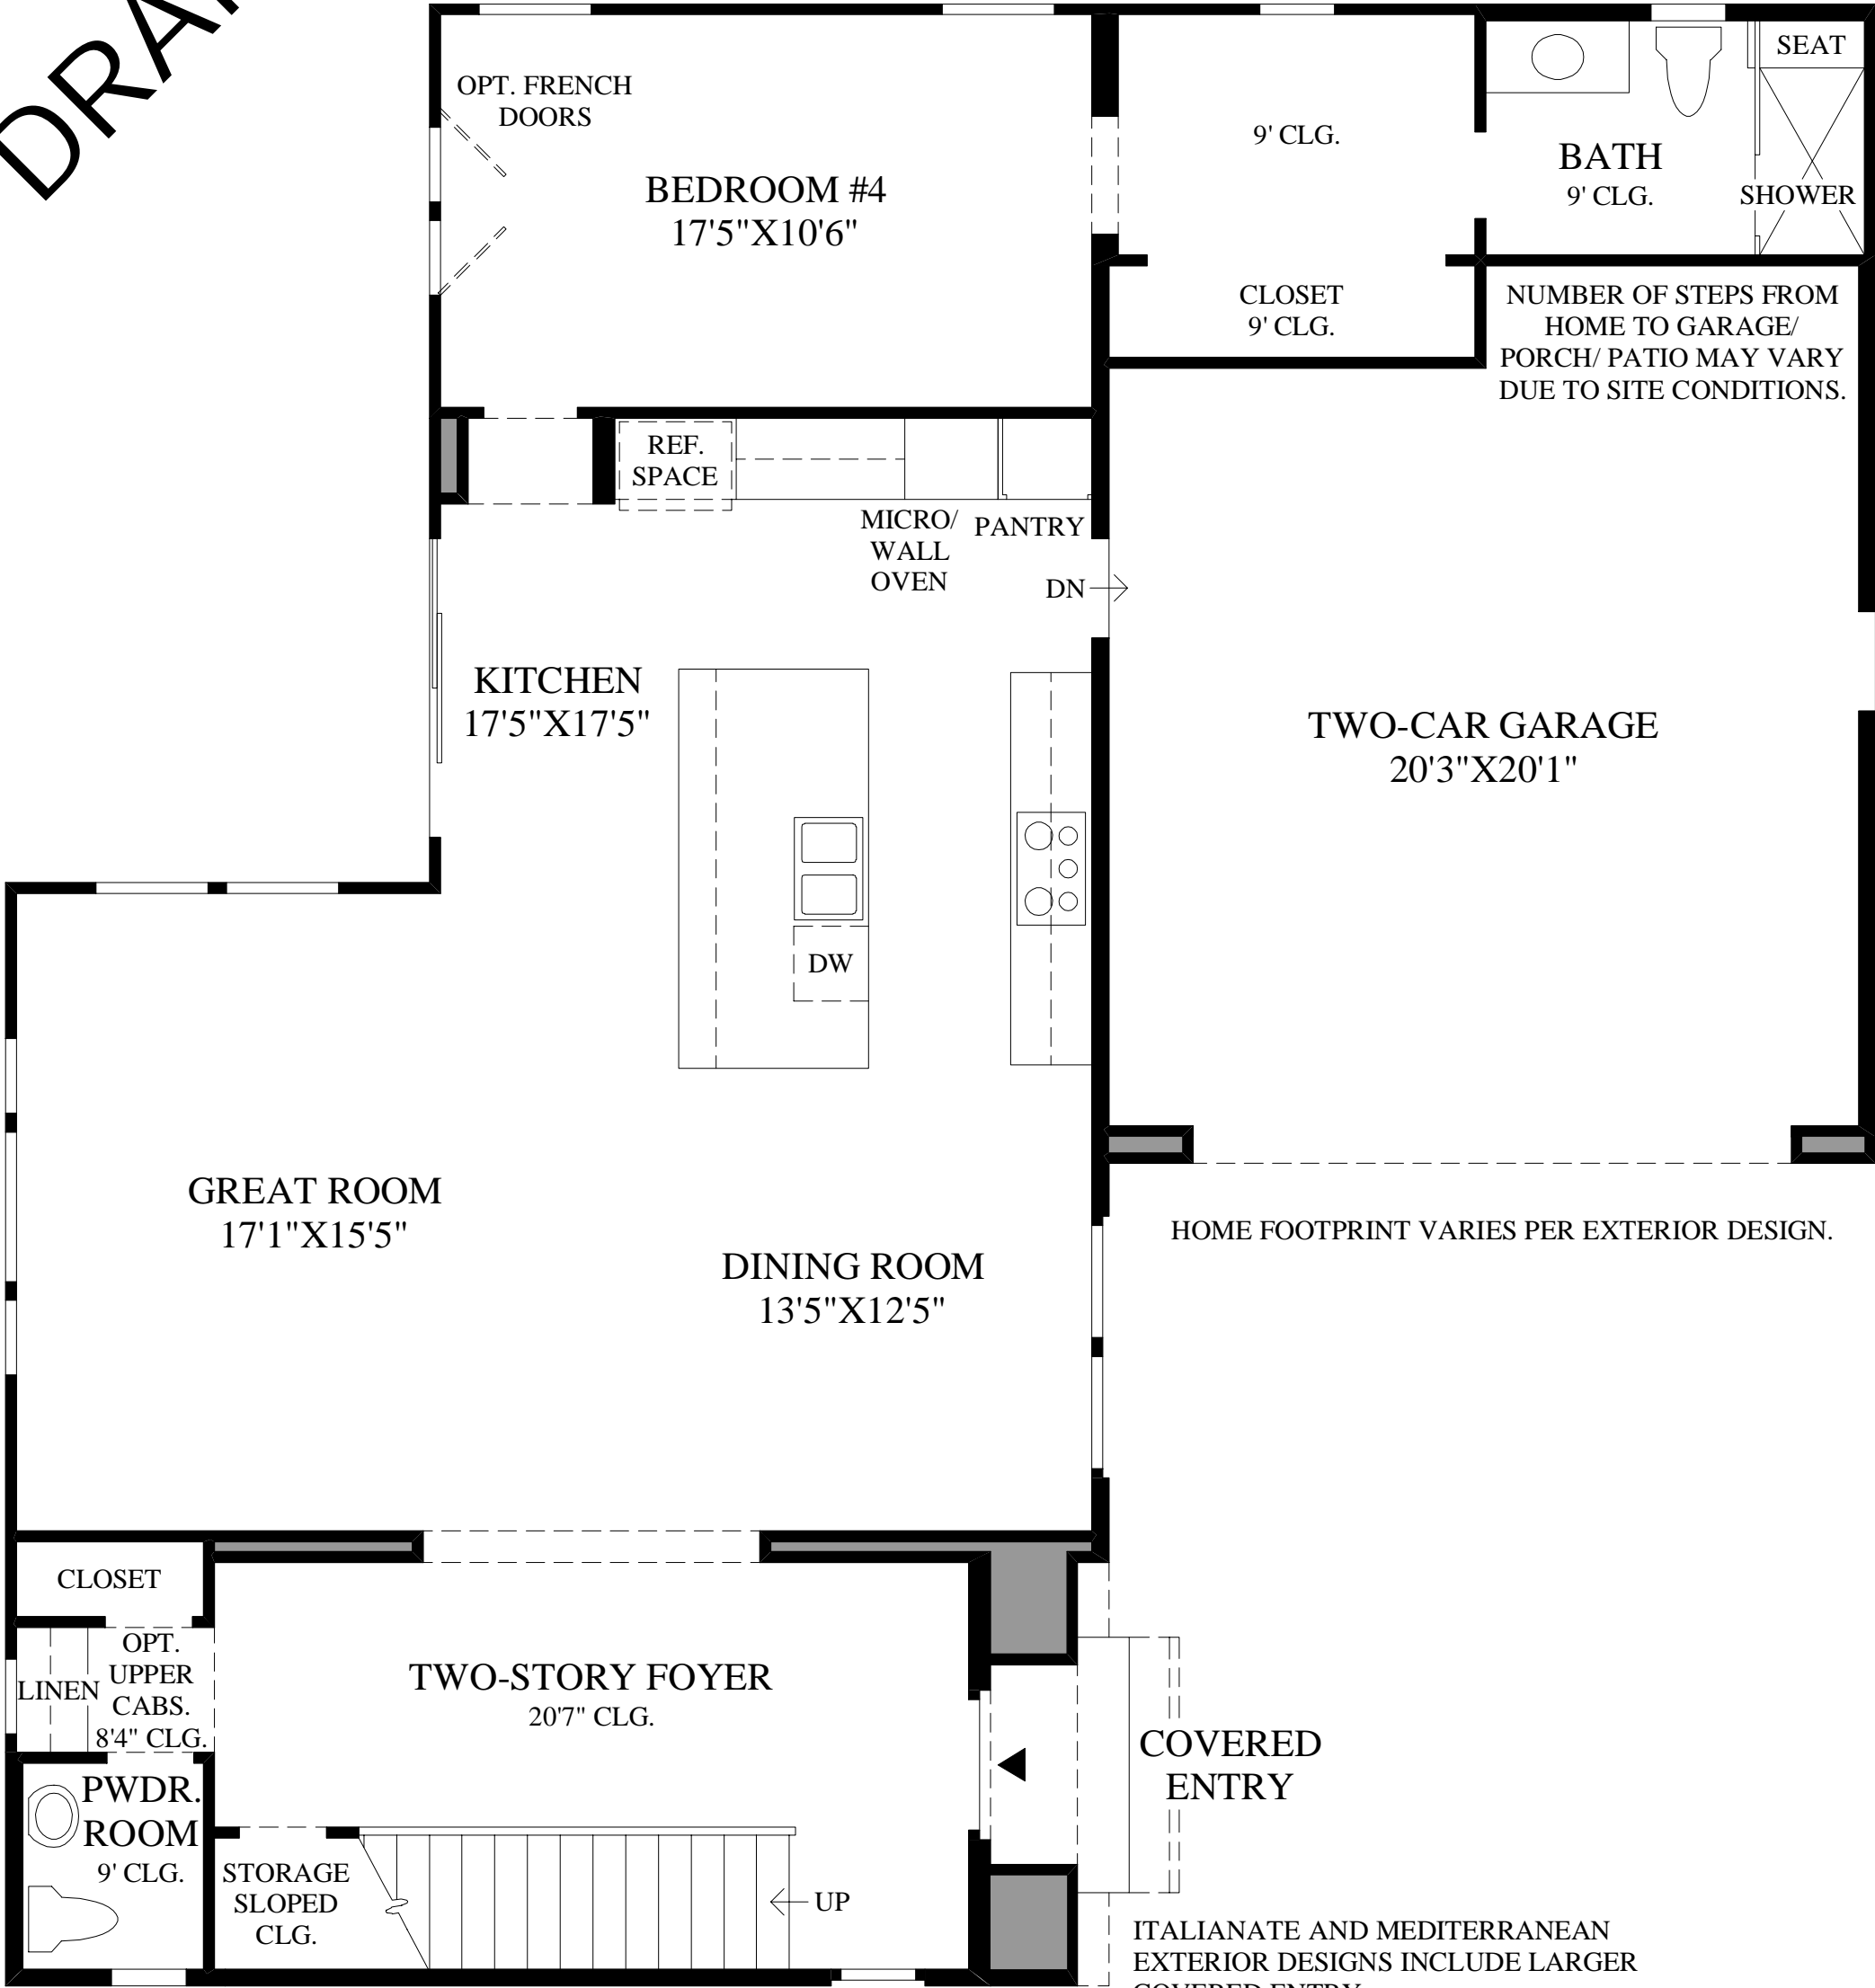 OPT. FRENCH
DOORS
BEDROOM #4
17'5"X10'6"
9' CLG.
BATH
9' CLG.
SEAT
SHOWER
CLOSET
9' CLG.
NUMBER OF STEPS FROM
HOME TO GARAGE/
PORCH/ PATIO MAY VARY
DUE TO SITE CONDITIONS.
REF.
SPACE
MICRO/
WALL
OVEN
PANTRY
DN
KITCHEN
17'5"X17'5"
TWO-CAR GARAGE
20'3"X20'1"
DW
GREAT ROOM
17'1"X15'5"
DINING ROOM
13'5"X12'5"
HOME FOOTPRINT VARIES PER EXTERIOR DESIGN.
CLOSET
OPT.
UPPER
CABS.
8'4" CLG.
LINEN
TWO-STORY FOYER
20'7" CLG.
COVERED
ENTRY
PWDR.
ROOM
9' CLG.
STORAGE
SLOPED
CLG.
UP
ITALIANATE AND MEDITERRANEAN
EXTERIOR DESIGNS INCLUDE LARGER
COVERED ENTRY